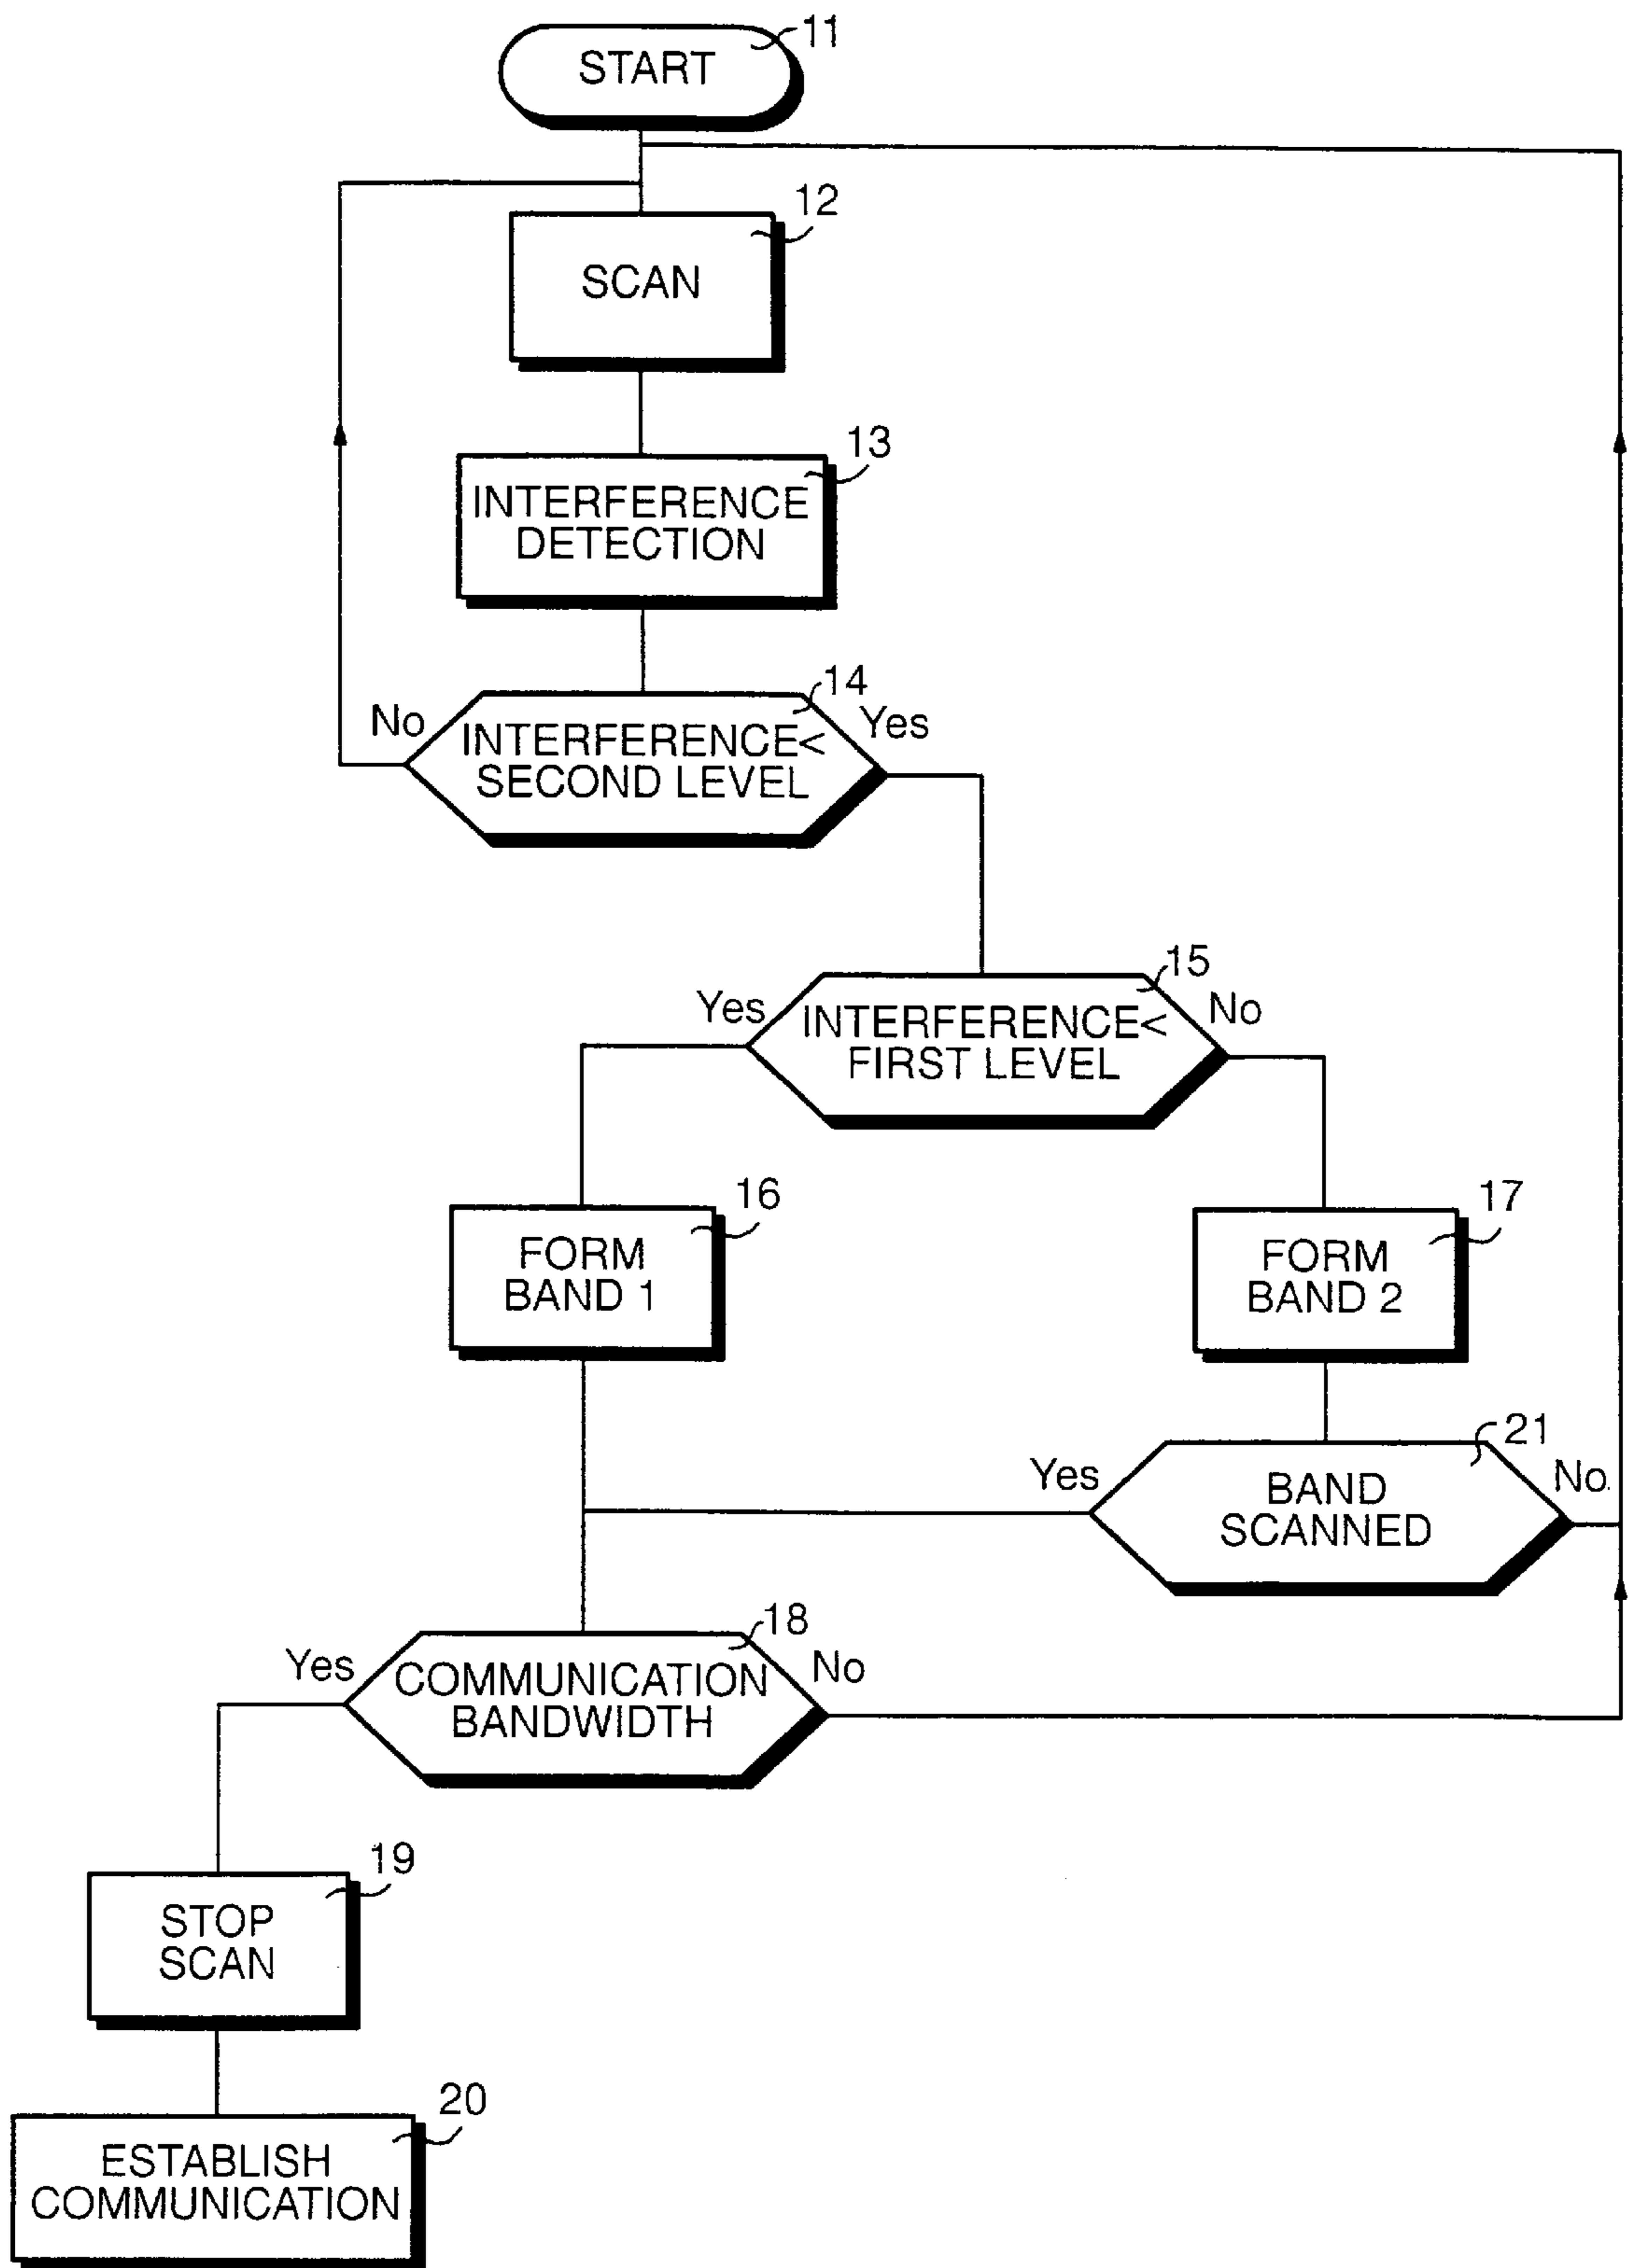 11
START
12
SCAN
13
INTERFERENCE
DETECTION
14
No
Yes
INTERFERENCE<
SECOND LEVEL
15
Yes
No
INTERFERENCE<
FIRST LEVEL
16
FORM
BAND 1
17
FORM
BAND 2
21
Yes
No
BAND
SCANNED
18
Yes
No
COMMUNICATION
BANDWIDTH
19
STOP
SCAN
20
ESTABLISH
COMMUNICATION